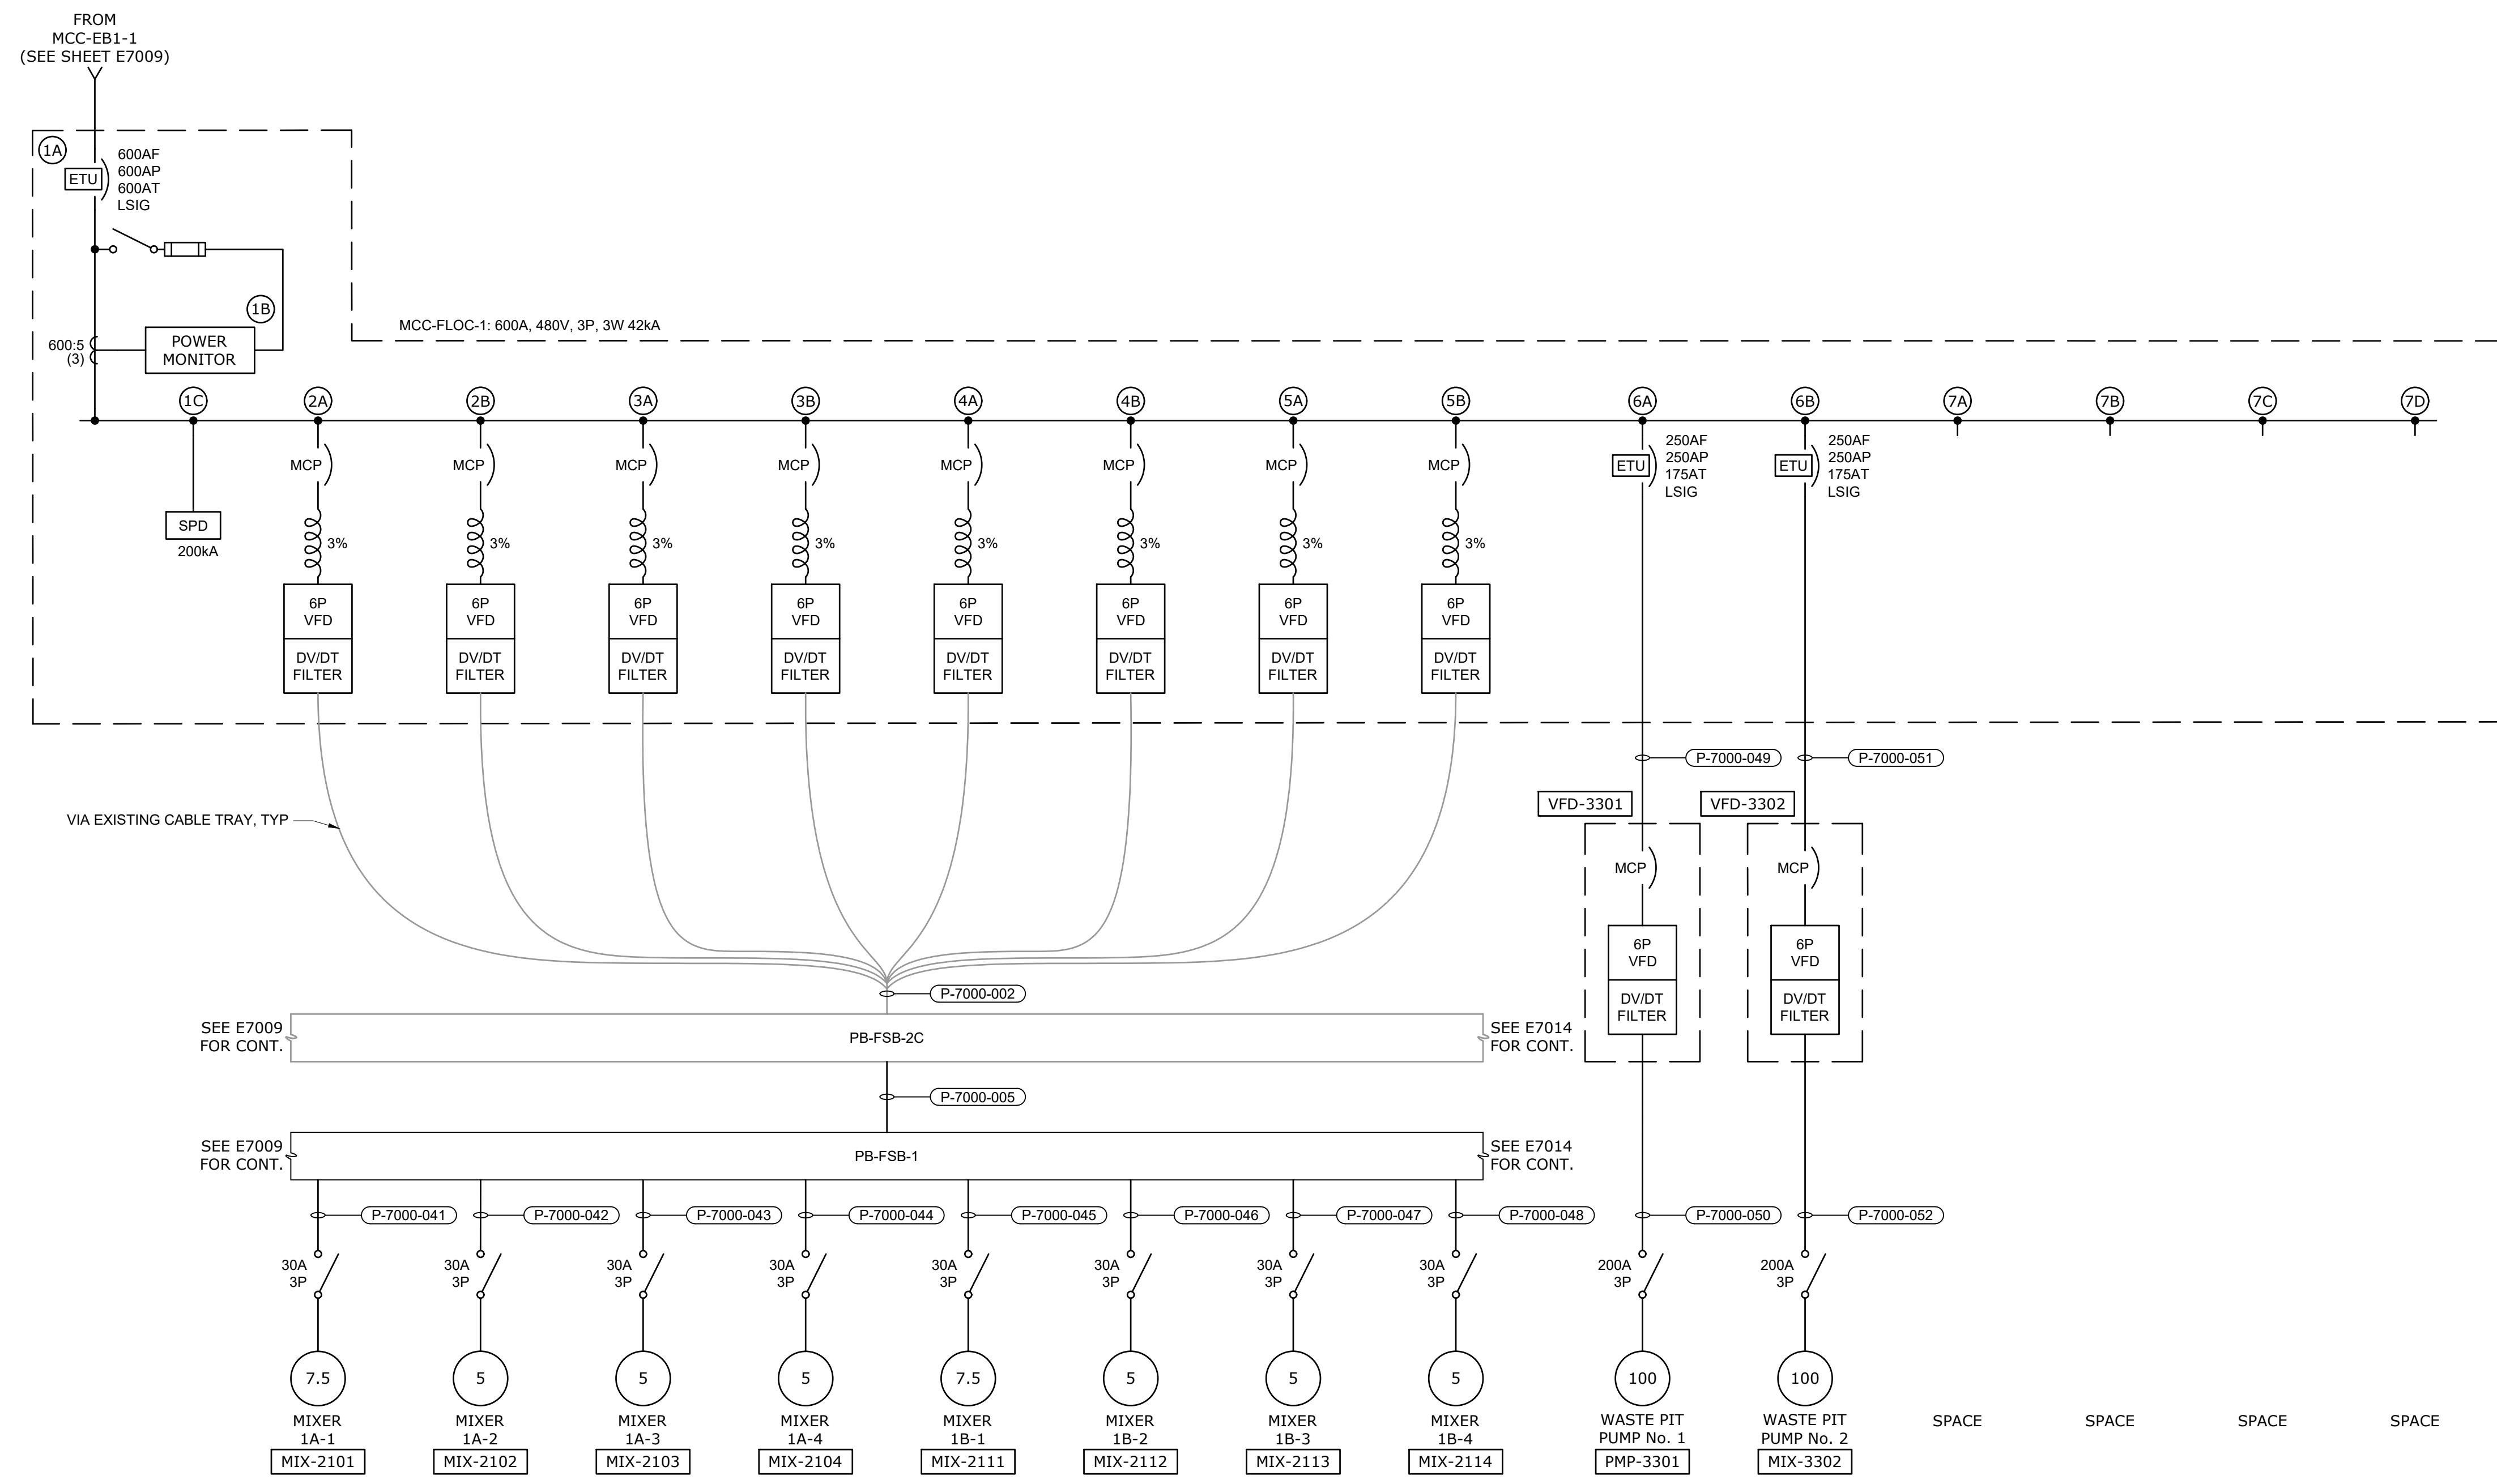 FROM
MCC-EB1-1
(SEE SHEET E7009)
1A
ETU
600AF
600AP
600AT
LSIG
1B
600:5
(3)
POWER
MONITOR
MCC-FLOC-1: 600A, 480V, 3P, 3W 42kA
1C
2A
2B
3A
3B
4A
4B
5A
5B
6A
6B
7A
7B
7C
7D
MCP
MCP
MCP
MCP
MCP
MCP
MCP
MCP
ETU
250AF
250AP
175AT
LSIG
ETU
250AF
250AP
175AT
LSIG
SPD
200kA
3%
3%
3%
3%
3%
3%
3%
3%
6P
VFD
DV/DT
FILTER
6P
VFD
DV/DT
FILTER
6P
VFD
DV/DT
FILTER
6P
VFD
DV/DT
FILTER
6P
VFD
DV/DT
FILTER
6P
VFD
DV/DT
FILTER
6P
VFD
DV/DT
FILTER
6P
VFD
DV/DT
FILTER
P-7000-049
P-7000-051
VFD-3301
VFD-3302
VIA EXISTING CABLE TRAY, TYP
MCP
MCP
6P
VFD
DV/DT
FILTER
6P
VFD
DV/DT
FILTER
P-7000-002
SEE E7009
FOR CONT.
PB-FSB-2C
SEE E7014
FOR CONT.
P-7000-005
SEE E7009
FOR CONT.
PB-FSB-1
SEE E7014
FOR CONT.
P-7000-041
P-7000-042
P-7000-043
P-7000-044
P-7000-045
P-7000-046
P-7000-047
P-7000-048
P-7000-050
P-7000-052
30A
3P
30A
3P
30A
3P
30A
3P
30A
3P
30A
3P
30A
3P
30A
3P
200A
3P
200A
3P
7.5
5
5
5
7.5
5
5
5
100
100
MIXER
1A-1
MIX-2101
MIXER
1A-2
MIX-2102
MIXER
1A-3
MIX-2103
MIXER
1A-4
MIX-2104
MIXER
1B-1
MIX-2111
MIXER
1B-2
MIX-2112
MIXER
1B-3
MIX-2113
MIXER
1B-4
MIX-2114
WASTE PIT
PUMP No. 1
PMP-3301
WASTE PIT
PUMP No. 2
MIX-3302
SPACE
SPACE
SPACE
SPACE